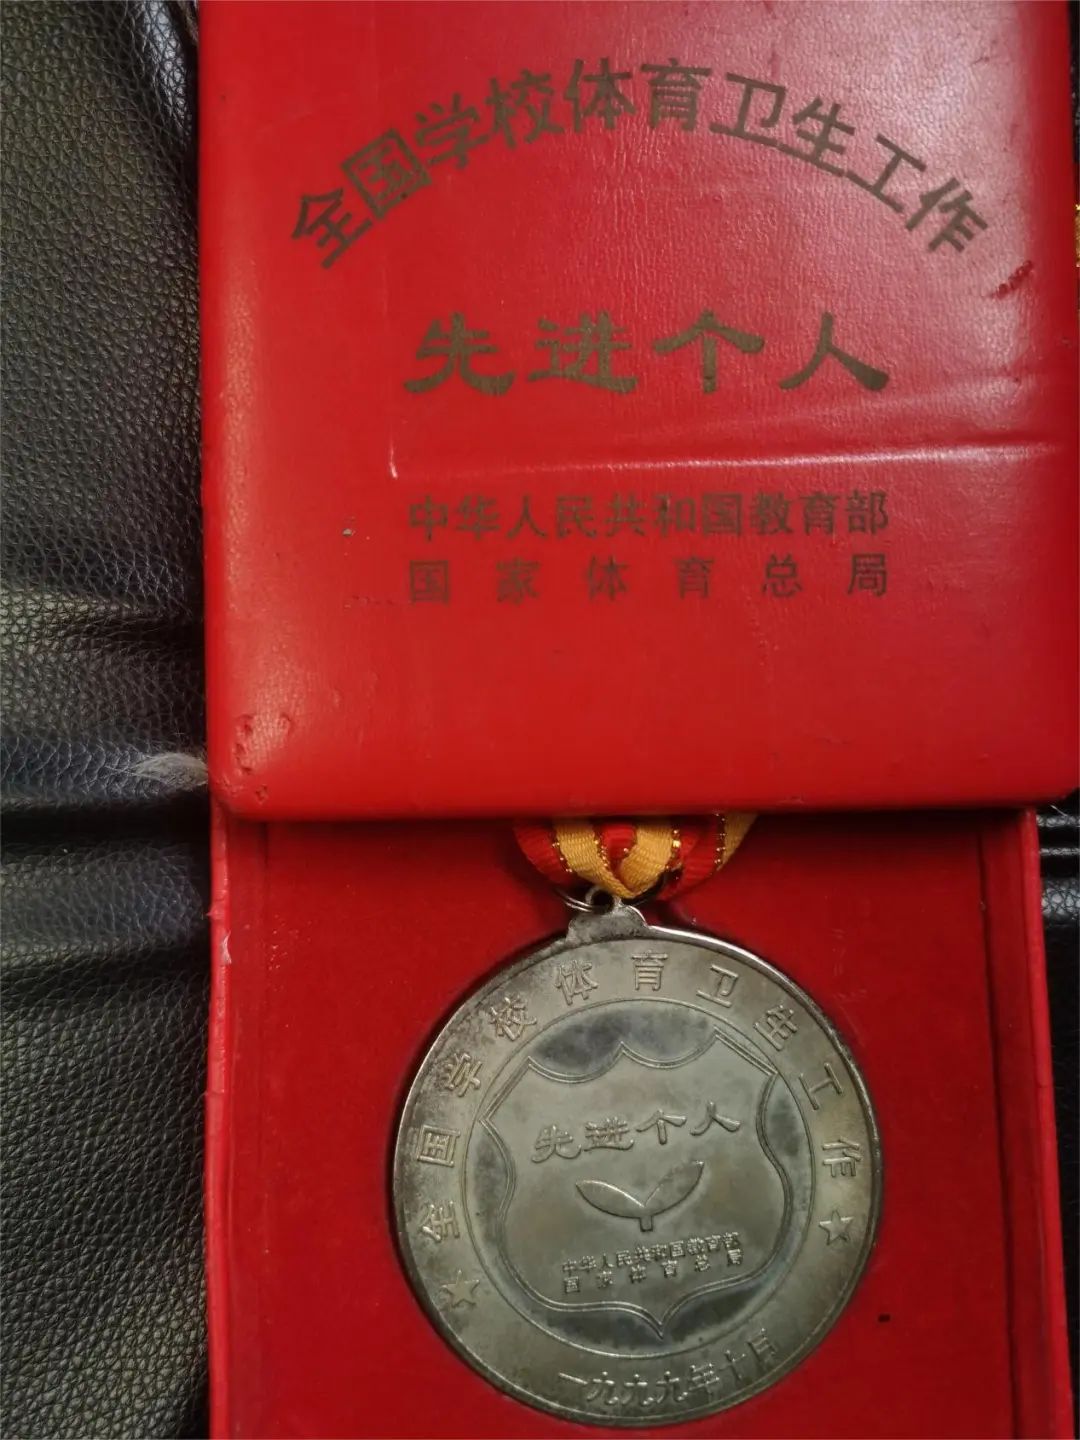 全国学校体育卫生工作
先进个人
中华人民共和国教育部
国家体育总局
全国学校体育卫生工作
先进个人
中华人民共和国教育部
国家体育总局
一九九九年十月